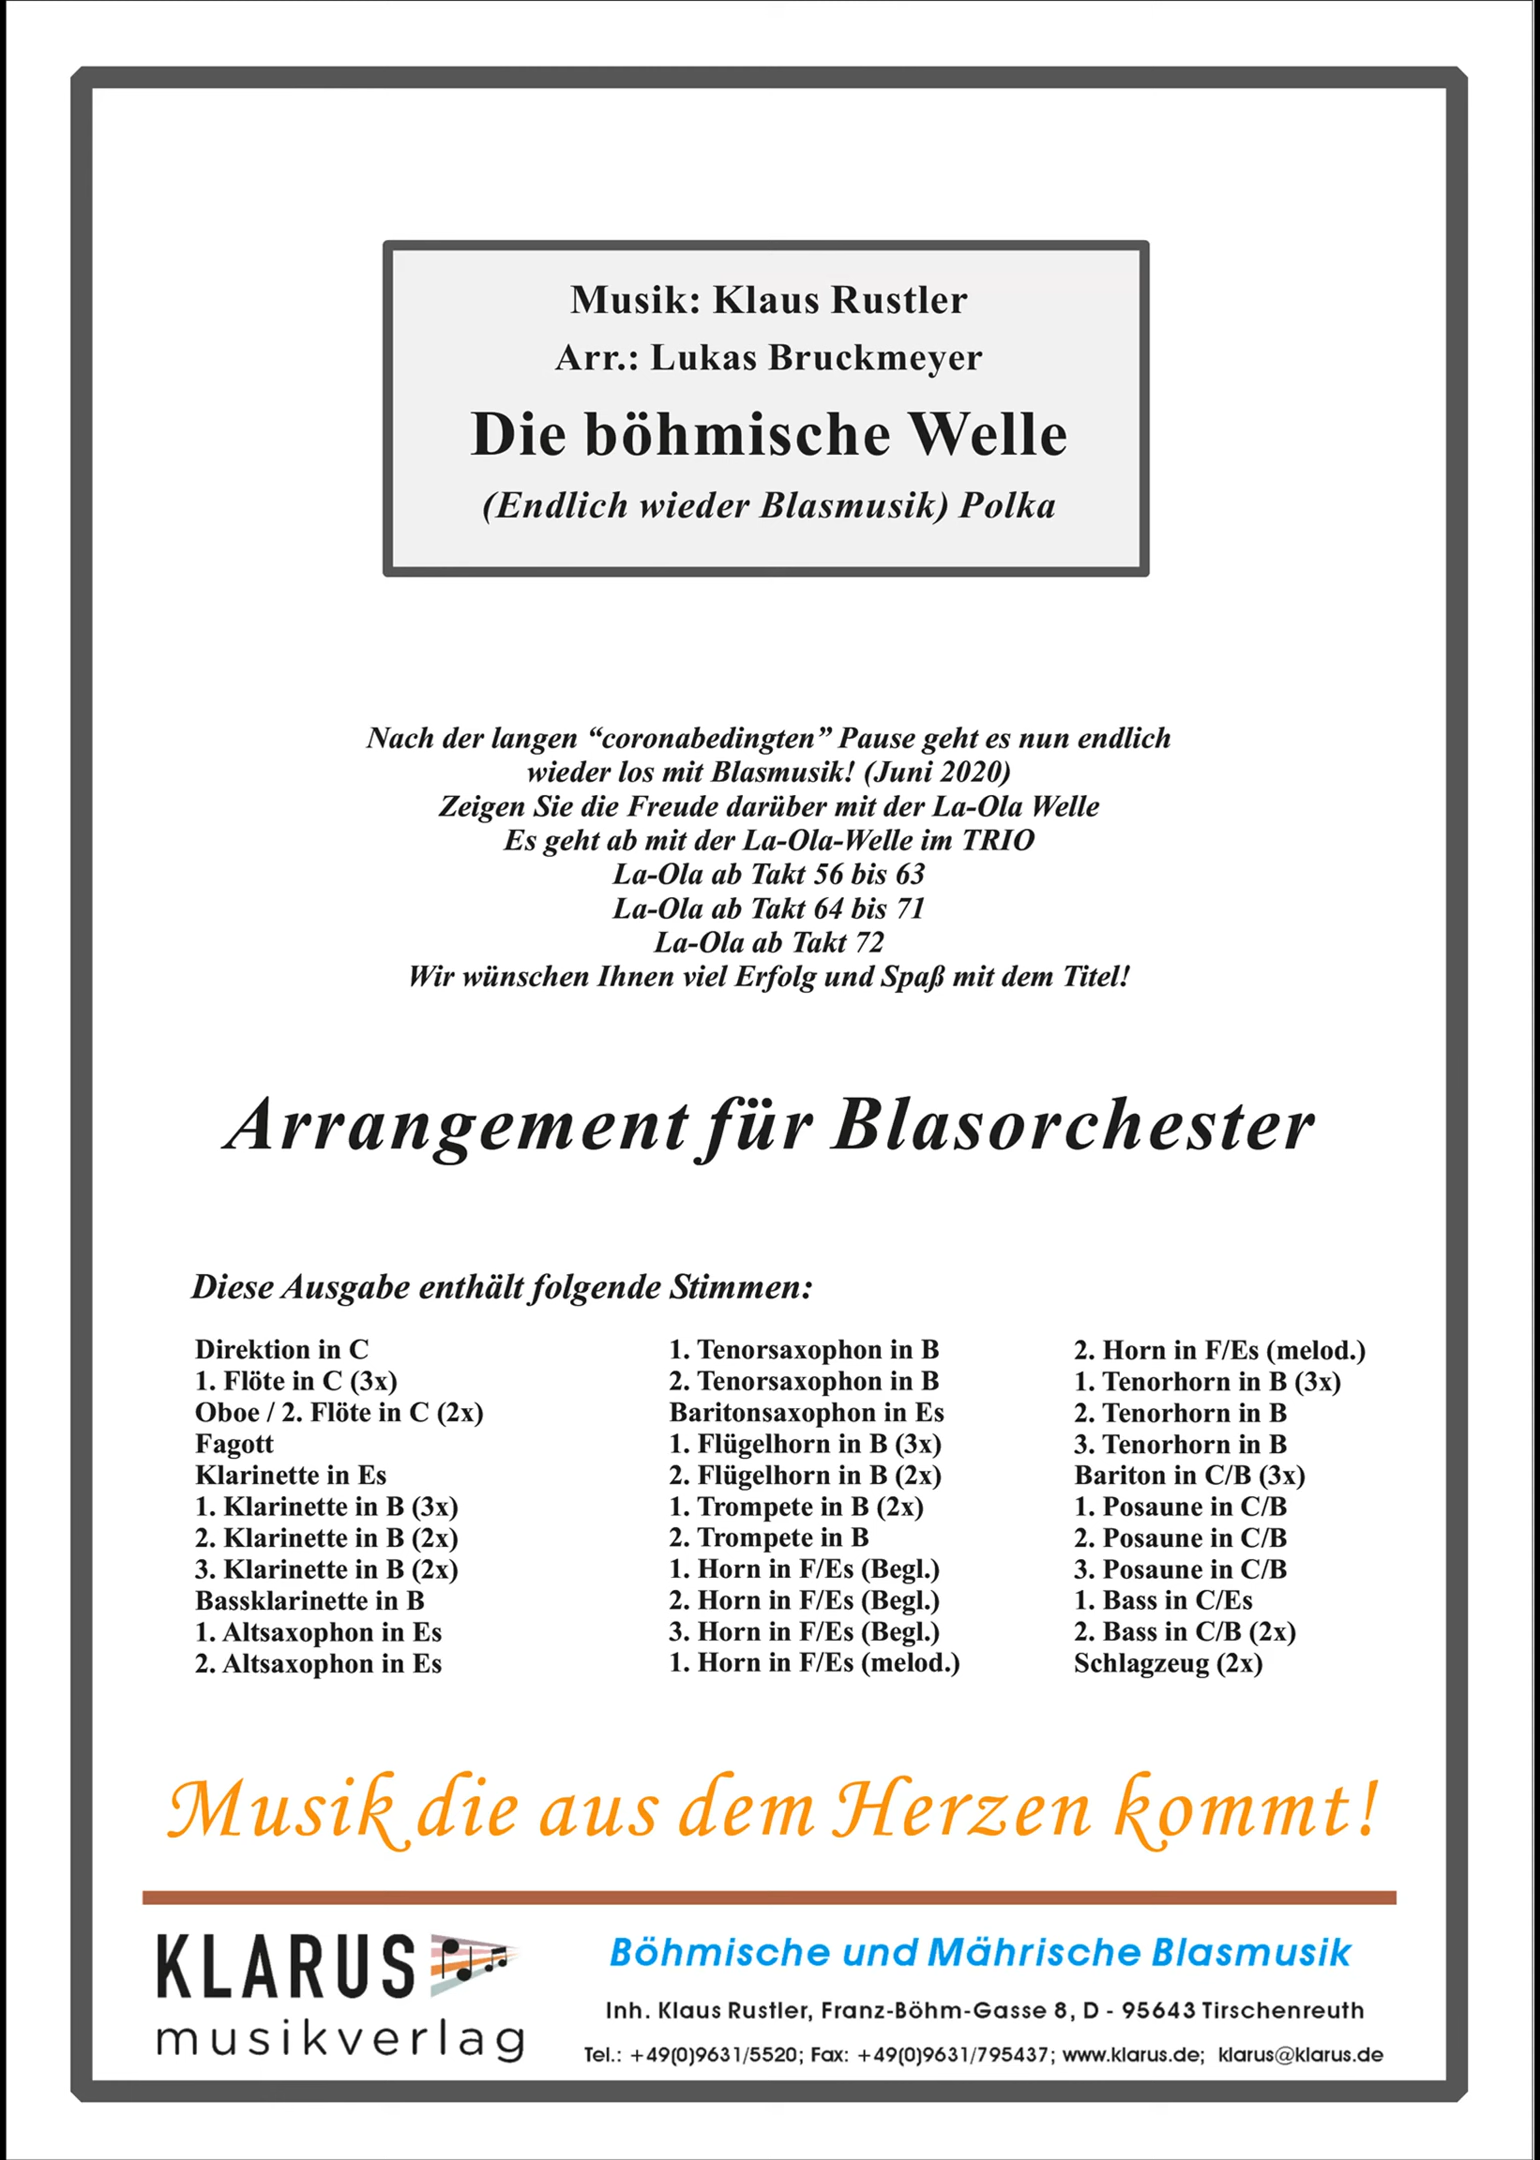 Musik: Klaus Rustler
Arr.: Lukas Bruckmeyer
Die böhmische Welle
(Endlich wieder Blasmusik) Polka
Nach der langen “coronabedingten” Pause geht es nun endlich
wieder los mit Blasmusik! (Juni 2020)
Zeigen Sie die Freude darüber mit der La-Ola Welle
Es geht ab mit der La-Ola-Welle im TRIO
La-Ola ab Takt 56 bis 63
La-Ola ab Takt 64 bis 71
La-Ola ab Takt 72
Wir wünschen Ihnen viel Erfolg und Spaß mit dem Titel!
Arrangement für Blasorchester
Diese Ausgabe enthält folgende Stimmen:
Direktion in C
1. Flöte in C (3x)
Oboe / 2. Flöte in C (2x)
Fagott
Klarinette in Es
1. Klarinette in B (3x)
2. Klarinette in B (2x)
3. Klarinette in B (2x)
Bassklarinette in B
1. Altsaxophon in Es
2. Altsaxophon in Es
1. Tenorsaxophon in B
2. Tenorsaxophon in B
Baritonsaxophon in Es
1. Flügelhorn in B (3x)
2. Flügelhorn in B (2x)
1. Trompete in B (2x)
2. Trompete in B
1. Horn in F/Es (Begl.)
2. Horn in F/Es (Begl.)
3. Horn in F/Es (Begl.)
1. Horn in F/Es (melod.)
2. Horn in F/Es (melod.)
1. Tenorhorn in B (3x)
2. Tenorhorn in B
3. Tenorhorn in B
Bariton in C/B (3x)
1. Posaune in C/B
2. Posaune in C/B
3. Posaune in C/B
1. Bass in C/Es
2. Bass in C/B (2x)
Schlagzeug (2x)
Musik die aus dem Herzen kommt!
KLARUS
musikverlag
Böhmische und Mährische Blasmusik
Inh. Klaus Rustler, Franz-Böhm-Gasse 8, D - 95643 Tirschenreuth
Tel.: +49(0)9631/5520; Fax: +49(0)9631/795437; www.klarus.de; klarus@klarus.de